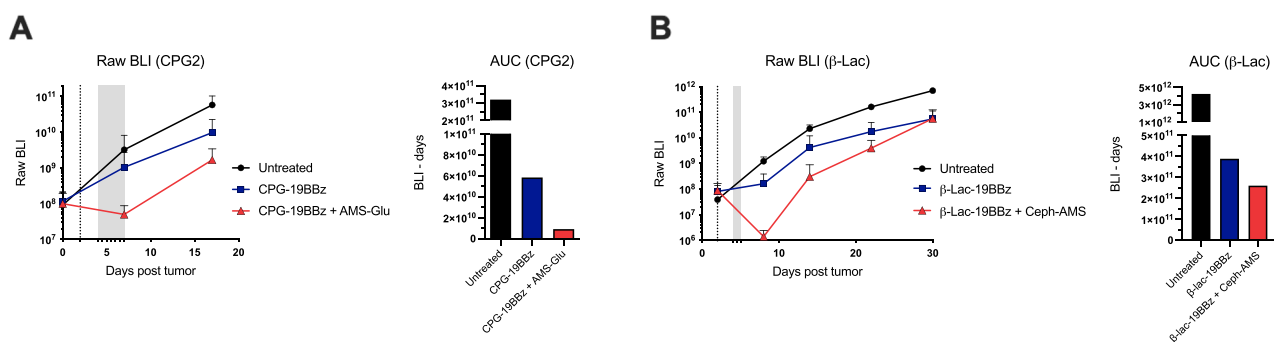 A
Raw BLI (CPG2)
10¹¹
10¹⁰
10⁹
10⁸
10⁷
Raw BLI
0
5
10
15
20
Days post tumor
Untreated
CPG-19BBz
CPG-19BBz + AMS-Glu
AUC (CPG2)
4×10¹¹
3×10¹¹
2×10¹¹
1×10¹¹
8×10¹⁰
6×10¹⁰
4×10¹⁰
2×10¹⁰
0
BLI - days
Untreated
CPG-19BBz
CPG-19BBz + AMS-Glu
B
Raw BLI (β-Lac)
10¹²
10¹¹
10¹⁰
10⁹
10⁸
10⁷
10⁶
Raw BLI
0
10
20
30
Days post tumor
Untreated
β-Lac-19BBz
β-Lac-19BBz + Ceph-AMS
AUC (β-Lac)
5×10¹²
1×10¹²
5×10¹¹
4×10¹¹
3×10¹¹
2×10¹¹
1×10¹¹
0
BLI - days
Untreated
β-lac-19BBz
β-lac-19BBz + Ceph-AMS